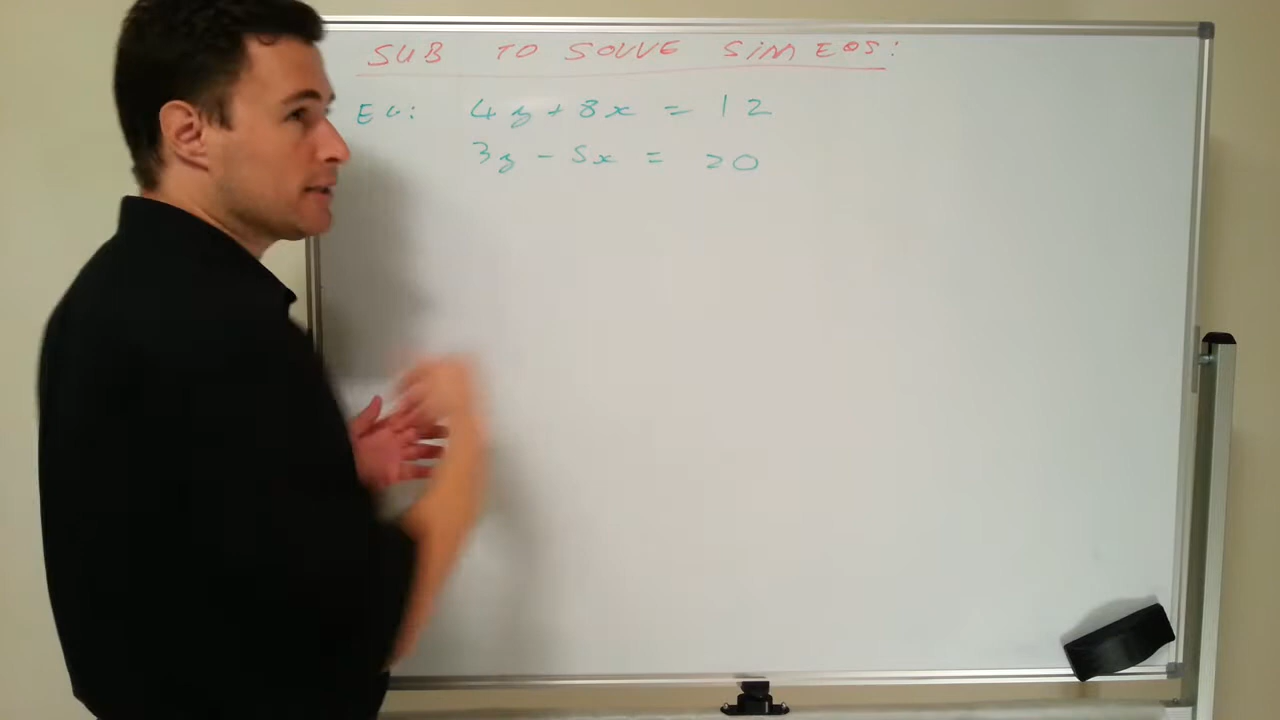 SUB TO SOLVE SIM EQS:
EG: 4y + 8x = 12
3y - 5x = 20